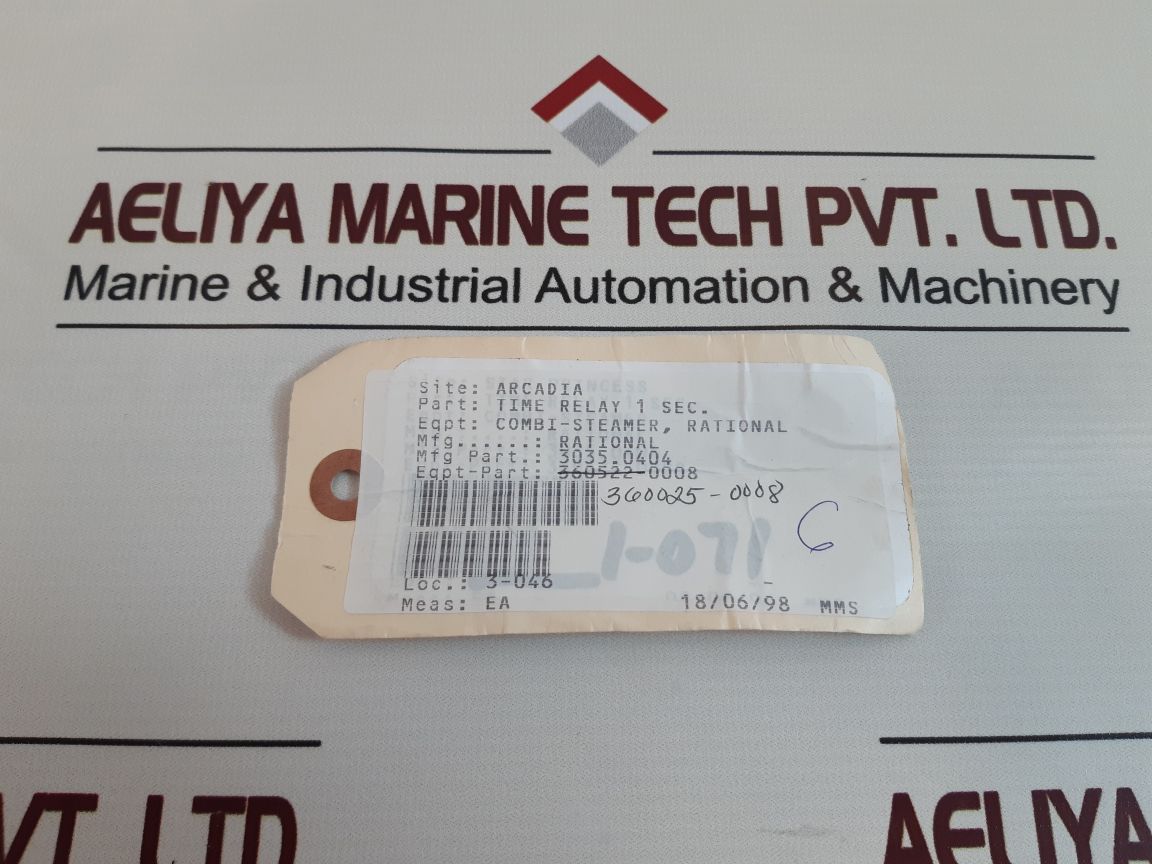 AELIYA MARINE TECH PVT. LTD.
Marine & Industrial Automation & Machinery
Site: ARCADIA
Part: TIME RELAY 1 SEC.
Eqpt: COMBI-STEAMER, RATIONAL
Mfg......: RATIONAL
Mfg Part.: 3035.0404
Eqpt-Part: 360522-0008
360025-0008
1-071
6
Loc.: 3-046 -
Meas: EA 18/06/98 MMS
VT. LTD
AELIYA